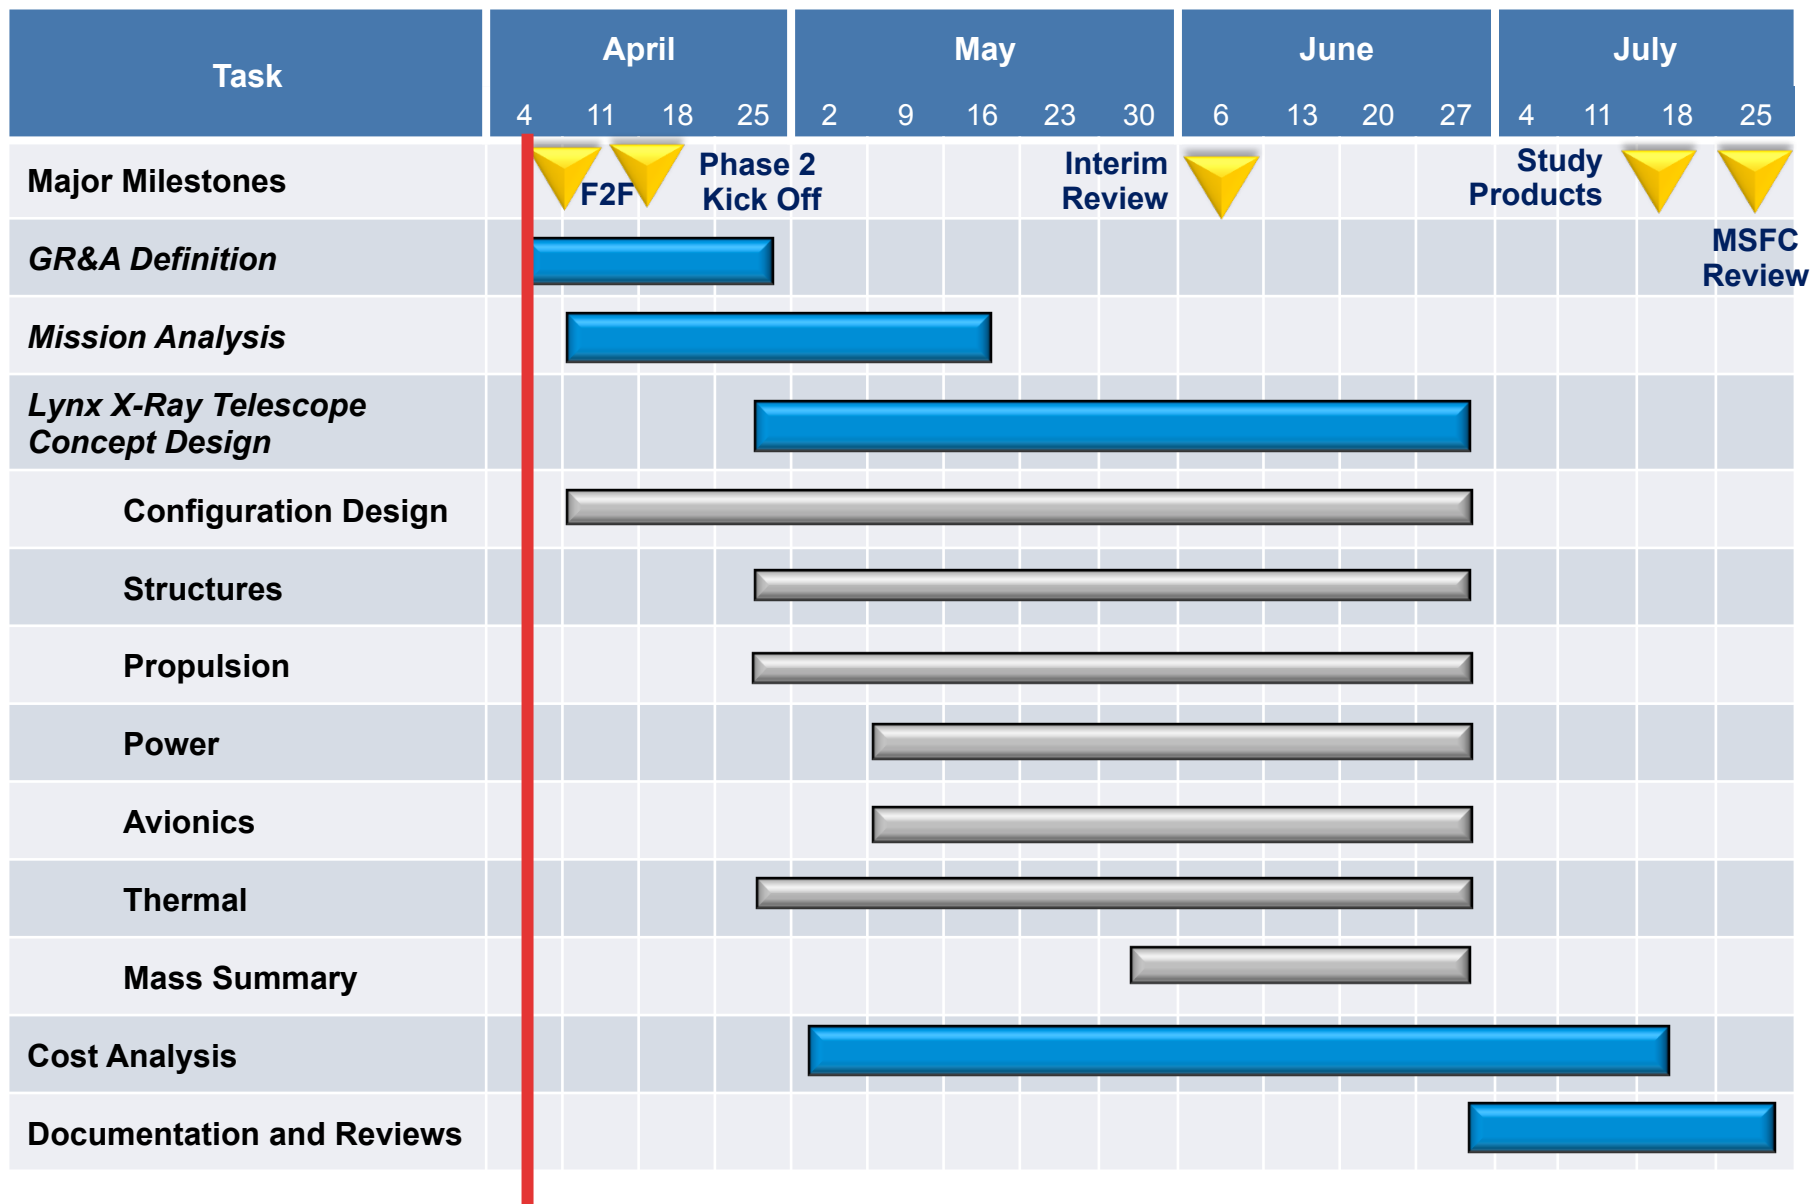 Task
April
May
June
July
4 11 18 25 2 9 16 23 30 6 13 20 27 4 11 18 25
Major Milestones
F2F
Phase 2
Kick Off
Interim
Review
Study
Products
MSFC
Review
GR&A Definition
Mission Analysis
Lynx X-Ray Telescope
Concept Design
Configuration Design
Structures
Propulsion
Power
Avionics
Thermal
Mass Summary
Cost Analysis
Documentation and Reviews